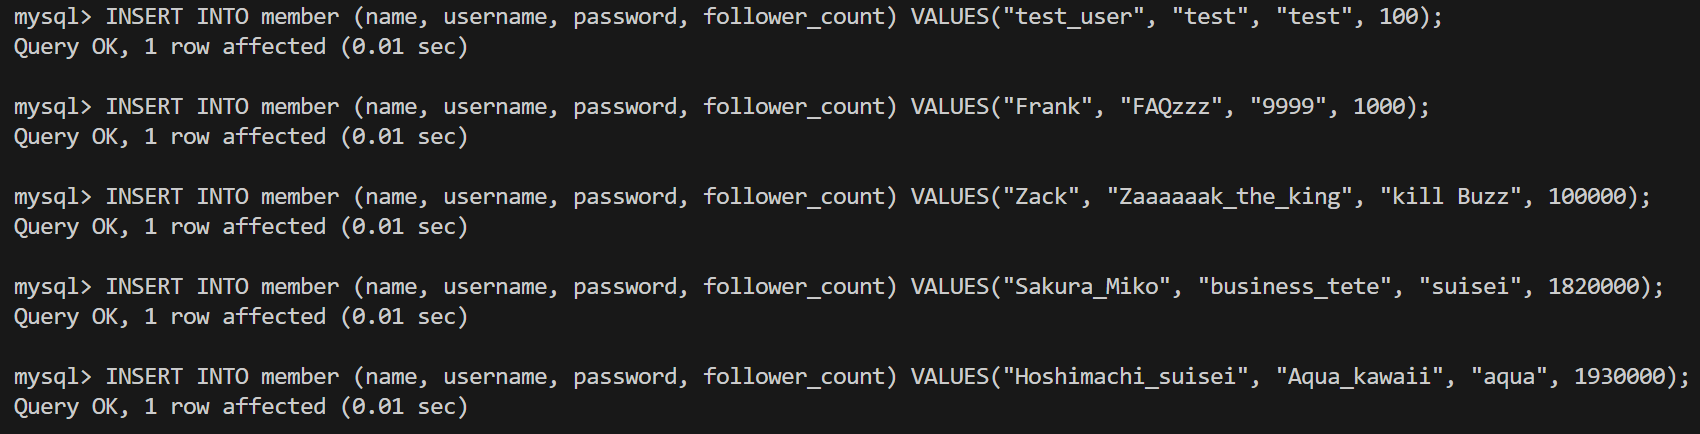 mysql> INSERT INTO member (name, username, password, follower_count) VALUES("test_user", "test", "test", 100);
Query OK, 1 row affected (0.01 sec)
mysql> INSERT INTO member (name, username, password, follower_count) VALUES("Frank", "FAQzzz", "9999", 1000);
Query OK, 1 row affected (0.01 sec)
mysql> INSERT INTO member (name, username, password, follower_count) VALUES("Zack", "Zaaaaaak_the_king", "kill Buzz", 100000);
Query OK, 1 row affected (0.01 sec)
mysql> INSERT INTO member (name, username, password, follower_count) VALUES("Sakura_Miko", "business_tete", "suisei", 1820000);
Query OK, 1 row affected (0.01 sec)
mysql> INSERT INTO member (name, username, password, follower_count) VALUES("Hoshimachi_suisei", "Aqua_kawaii", "aqua", 1930000);
Query OK, 1 row affected (0.01 sec)